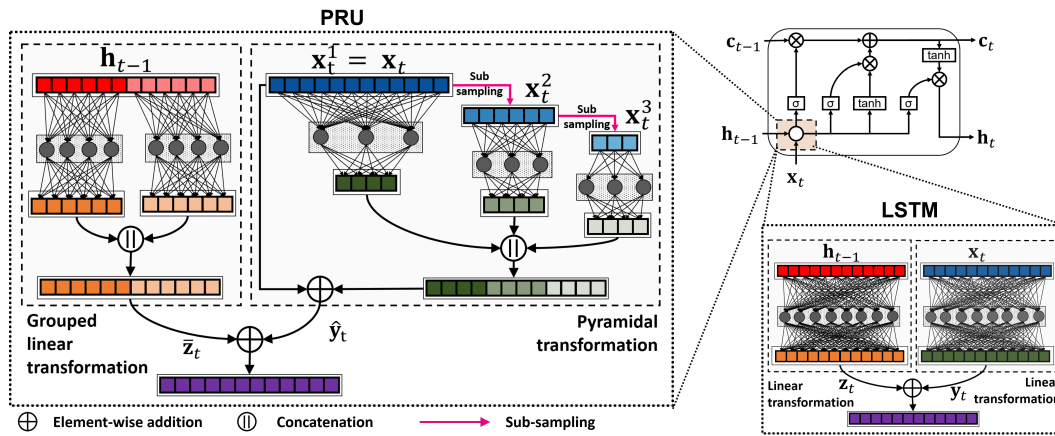 PRU
h_{t-1}
x_t^1 = x_t
Sub
sampling
x_t^2
Sub
sampling
x_t^3
||
||
Grouped
linear
transformation
z̄_t
ŷ_t
Pyramidal
transformation
Element-wise addition
||
Concatenation
Sub-sampling
c_{t-1}
c_t
tanh
σ
σ
tanh
σ
h_{t-1}
h_t
x_t
LSTM
h_{t-1}
x_t
Linear
transformation
z_t
y_t
Linear
transformation